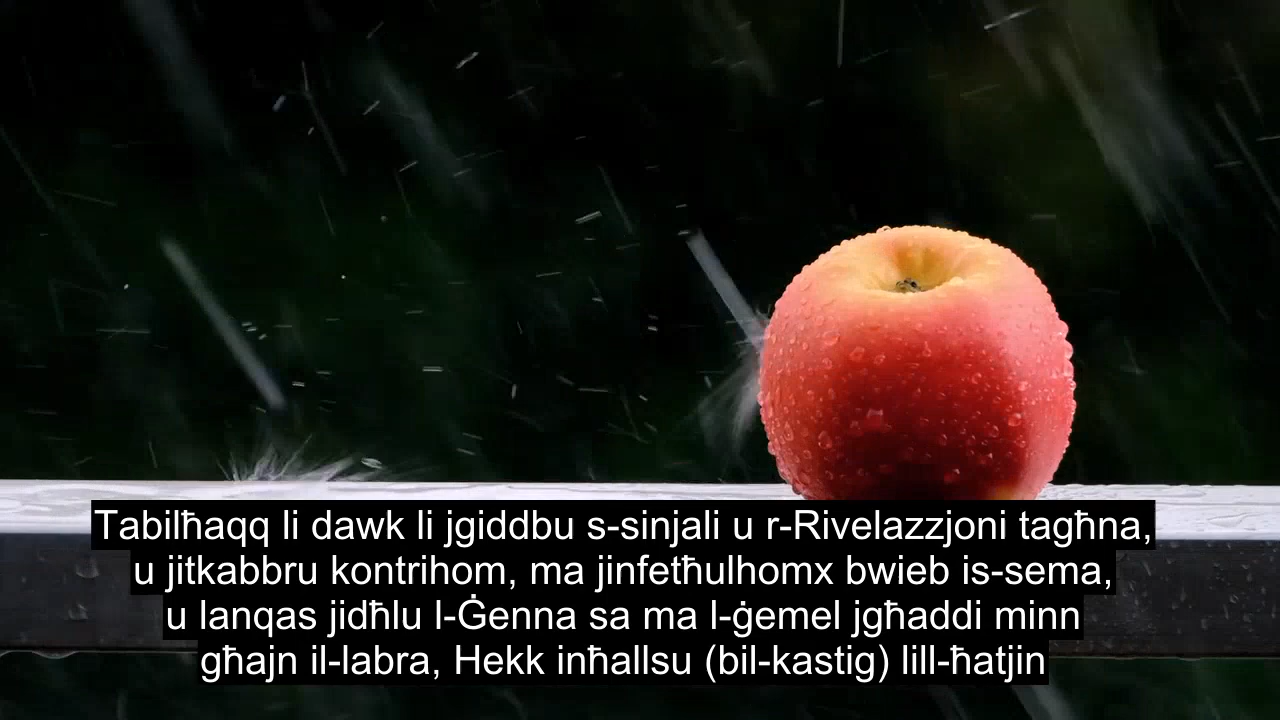 Tabilħaqq li dawk li jgiddbu s-sinjali u r-Rivelazzjoni tagħna,
u jitkabbru kontrihom, ma jinfetħulhomx bwieb is-sema,
u lanqas jidħlu l-Ġenna sa ma l-ġemel jgħaddi minn
għajn il-labra, Hekk inħallsu (bil-kastig) lill-ħatjin